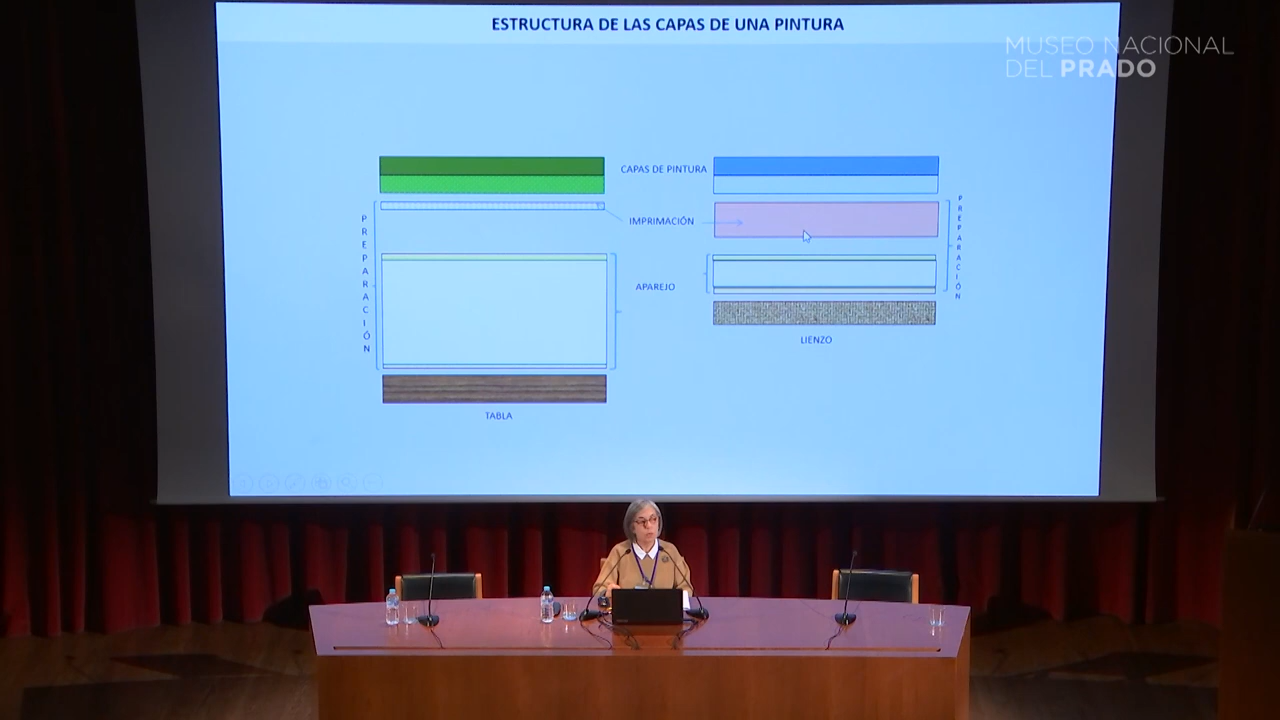 ESTRUCTURA DE LAS CAPAS DE UNA PINTURA
MUSEO NACIONAL
DEL PRADO
CAPAS DE PINTURA
IMPRIMACIÓN
PREPARACIÓN
PREPARACIÓN
APAREJO
LIENZO
TABLA